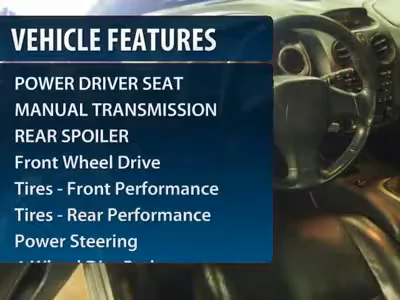 VEHICLE FEATURES
POWER DRIVER SEAT
MANUAL TRANSMISSION
REAR SPOILER
Front Wheel Drive
Tires - Front Performance
Tires - Rear Performance
Power Steering